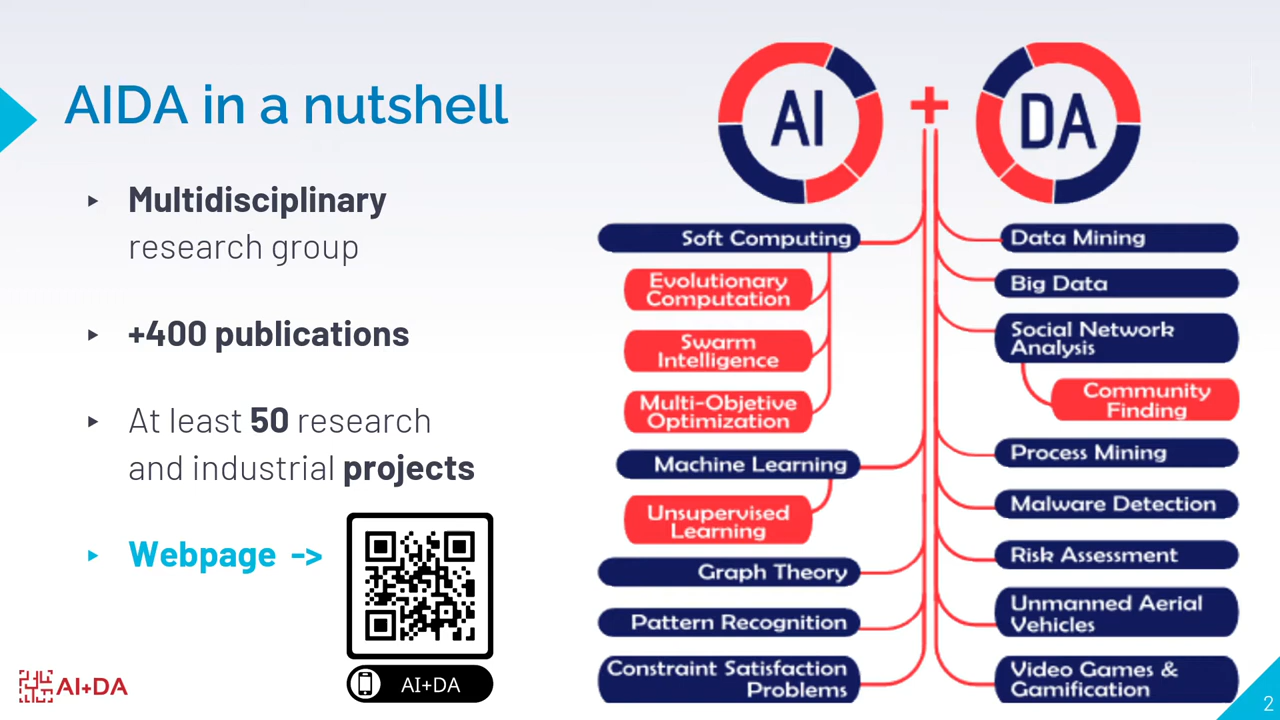 AIDA in a nutshell
▸ Multidisciplinary
research group
▸ +400 publications
▸ At least 50 research
and industrial projects
▸ Webpage ->
AI+DA
AI+DA
AI + DA
Soft Computing
Evolutionary
Computation
Swarm
Intelligence
Multi-Objetive
Optimization
Machine Learning
Unsupervised
Learning
Graph Theory
Pattern Recognition
Constraint Satisfaction
Problems
Data Mining
Big Data
Social Network
Analysis
Community
Finding
Process Mining
Malware Detection
Risk Assessment
Unmanned Aerial
Vehicles
Video Games &
Gamification
2